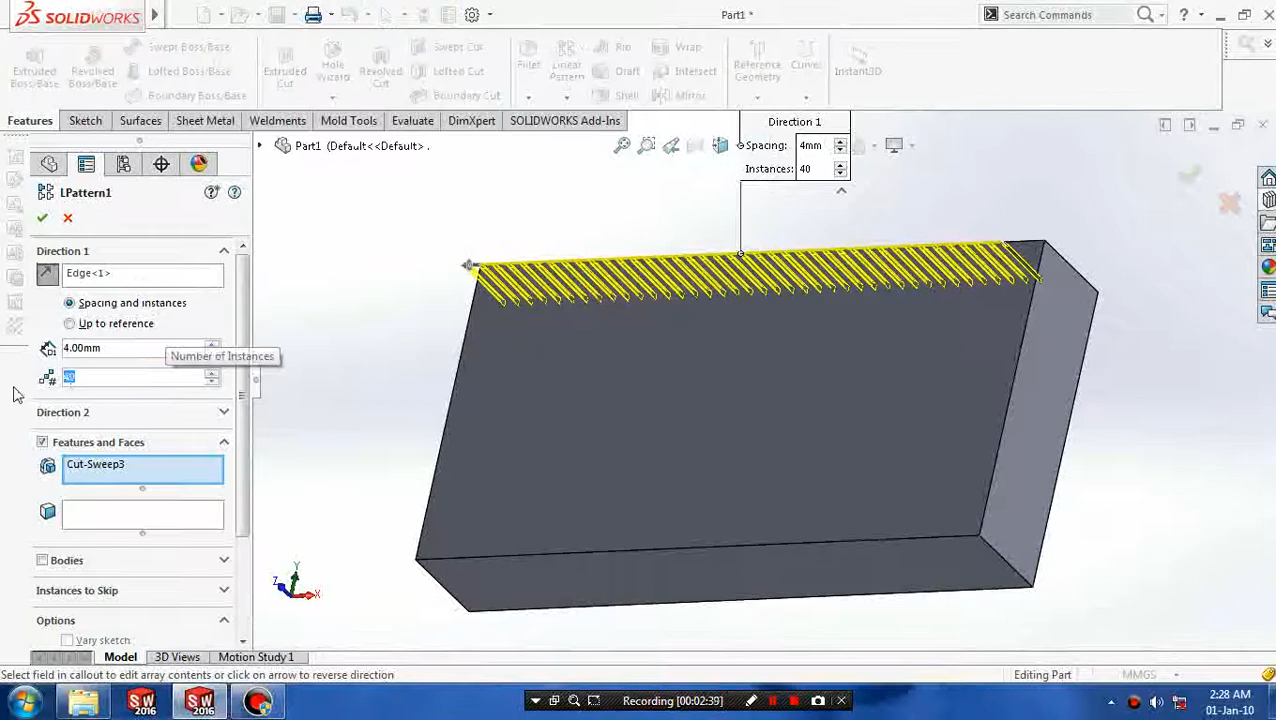 SOLIDWORKS
Part1 *
Search Commands
?
Extruded Boss/Base
Revolved Boss/Base
Swept Boss/Base
Lofted Boss/Base
Boundary Boss/Base
Extruded Cut
Hole Wizard
Revolved Cut
Swept Cut
Lofted Cut
Boundary Cut
Fillet
Linear Pattern
Rib
Draft
Shell
Wrap
Intersect
Mirror
Reference Geometry
Curves
Instant3D
Features
Sketch
Surfaces
Sheet Metal
Weldments
Mold Tools
Evaluate
DimXpert
SOLIDWORKS Add-Ins
Part1 (Default<<Default> .
Direction 1
Spacing: 4mm
Instances: 40
LPattern1
Direction 1
Edge<1>
Spacing and instances
Up to reference
4.00mm
Number of Instances
40
Direction 2
Features and Faces
Cut-Sweep3
Bodies
Instances to Skip
Options
Vary sketch
Y
Z
X
Model
3D Views
Motion Study 1
Select field in callout to edit array contents or click on arrow to reverse direction
Editing Part
MMGS
SW 2016
SW 2016
Recording [00:02:39]
2:28 AM
01-Jan-10